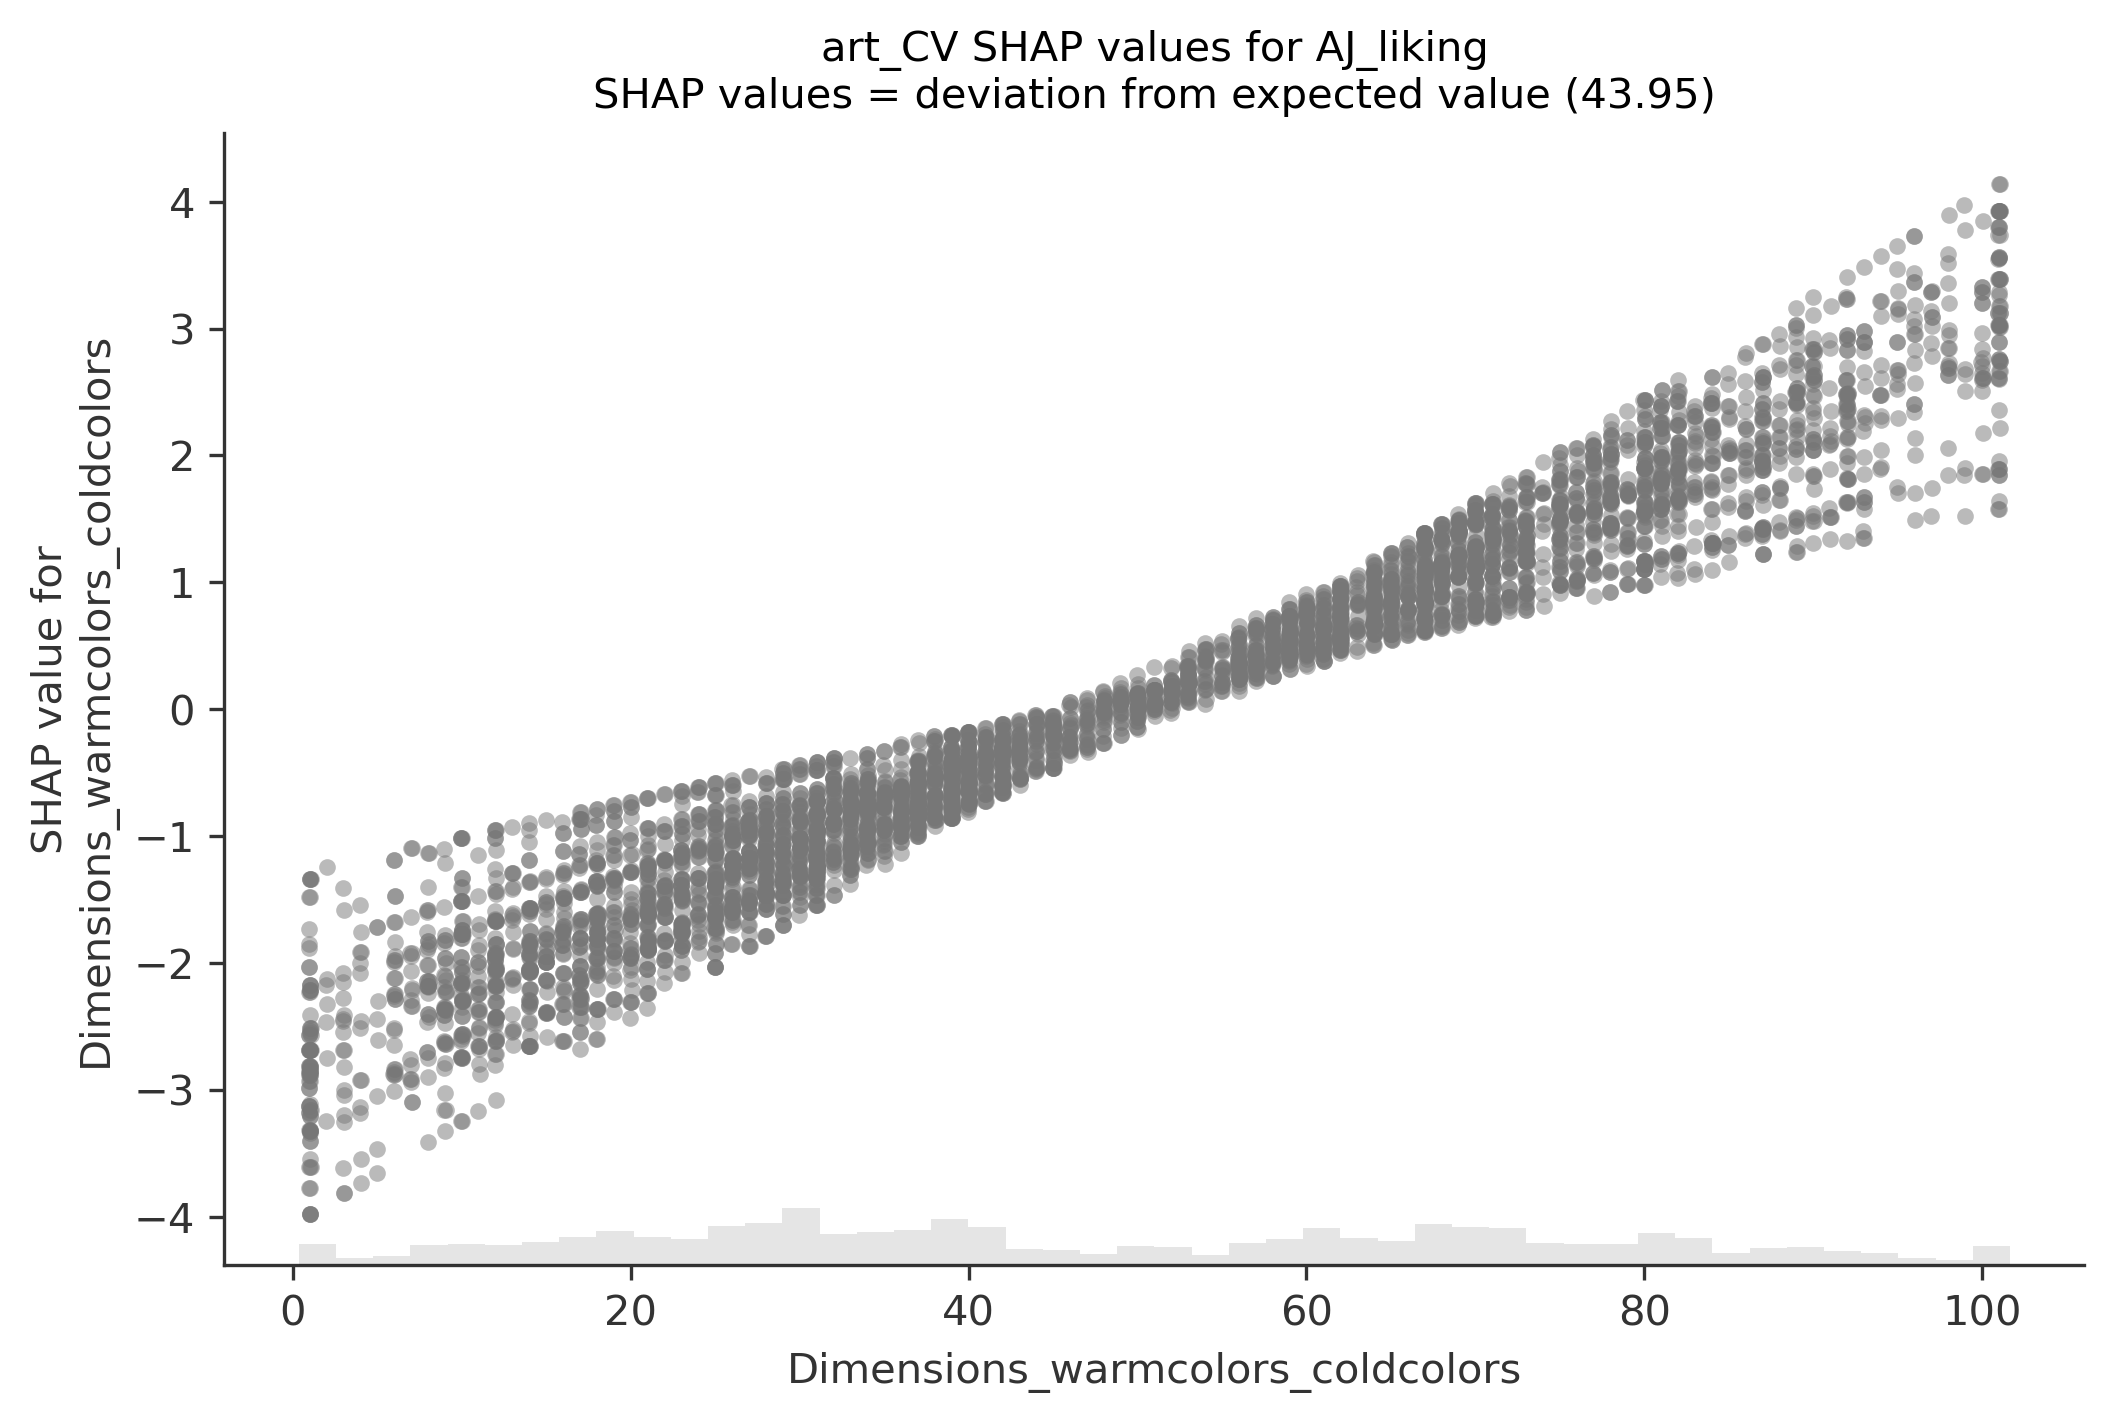 art_CV SHAP values for AJ_liking
SHAP values = deviation from expected value (43.95)
SHAP value for
Dimensions_warmcolors_coldcolors
4
3
2
1
0
−1
−2
−3
−4
0 20 40 60 80 100
Dimensions_warmcolors_coldcolors